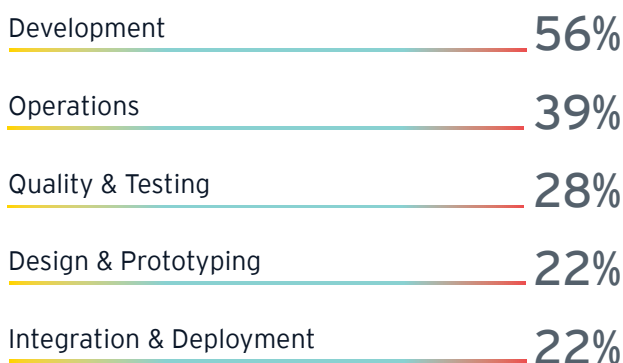 Development 56%
Operations 39%
Quality & Testing 28%
Design & Prototyping 22%
Integration & Deployment 22%